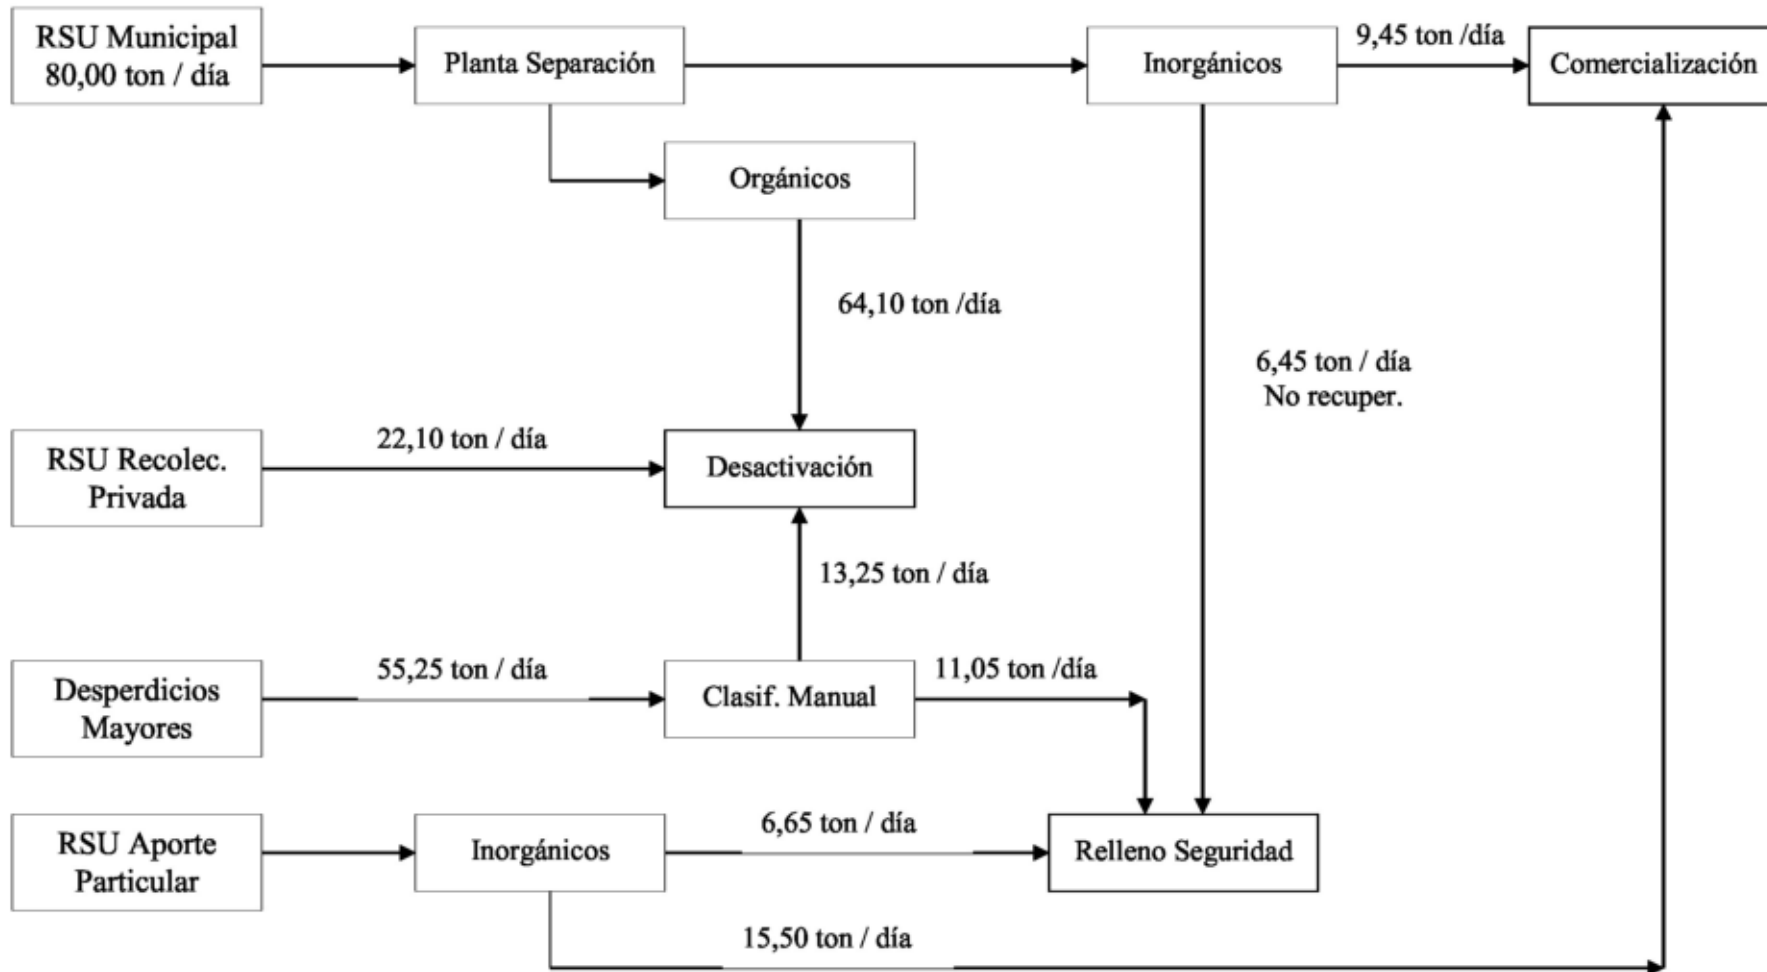 RSU Municipal
80,00 ton / día
Planta Separación
Inorgánicos
9,45 ton /día
Comercialización
Orgánicos
64,10 ton /día
6,45 ton / día
No recuper.
RSU Recolec.
Privada
22,10 ton / día
Desactivación
13,25 ton / día
Desperdicios
Mayores
55,25 ton / día
Clasif. Manual
11,05 ton /día
RSU Aporte
Particular
Inorgánicos
6,65 ton / día
Relleno Seguridad
15,50 ton / día